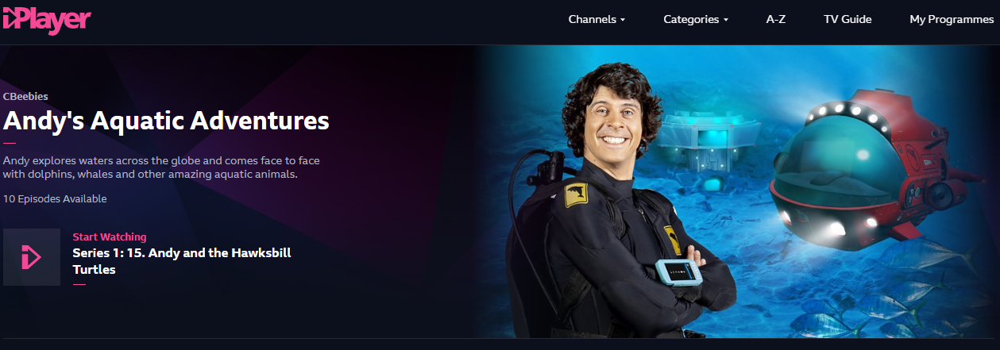 iPlayer
Channels
Categories
A-Z
TV Guide
My Programmes
CBeebies
Andy's Aquatic Adventures
Andy explores waters across the globe and comes face to face
with dolphins, whales and other amazing aquatic animals.
10 Episodes Available
Start Watching
Series 1: 15. Andy and the Hawksbill
Turtles